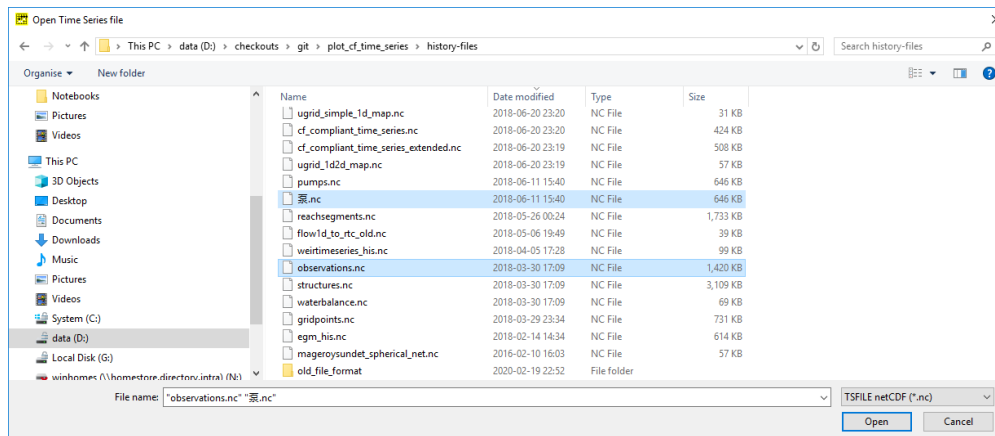 Open Time Series file
This PC > data (D:) > checkouts > git > plot_cf_time_series > history-files
Search history-files
Organise New folder
Notebooks
Pictures
Videos
This PC
3D Objects
Desktop
Documents
Downloads
Music
Pictures
Videos
System (C:)
data (D:)
Local Disk (G:)
winhomes (\\homestore.directory.intra) (N:)
Name Date modified Type Size
ugrid_simple_1d_map.nc 2018-06-20 23:20 NC File 31 KB
cf_compliant_time_series.nc 2018-06-20 23:20 NC File 424 KB
cf_compliant_time_series_extended.nc 2018-06-20 23:19 NC File 508 KB
ugrid_1d2d_map.nc 2018-06-20 23:19 NC File 57 KB
pumps.nc 2018-06-11 15:40 NC File 646 KB
泵.nc 2018-06-11 15:40 NC File 646 KB
reachsegments.nc 2018-05-26 00:24 NC File 1,733 KB
flow1d_to_rtc_old.nc 2018-05-06 19:49 NC File 39 KB
weirtimeseries_his.nc 2018-04-05 17:28 NC File 99 KB
observations.nc 2018-03-30 17:09 NC File 1,420 KB
structures.nc 2018-03-30 17:09 NC File 3,109 KB
waterbalance.nc 2018-03-30 17:09 NC File 69 KB
gridpoints.nc 2018-03-29 23:34 NC File 731 KB
egm_his.nc 2018-02-14 14:34 NC File 614 KB
mageroysundet_spherical_net.nc 2016-02-10 16:03 NC File 57 KB
old_file_format 2020-02-19 22:52 File folder
File name: "observations.nc" "泵.nc"
TSFILE netCDF (*.nc)
Open Cancel